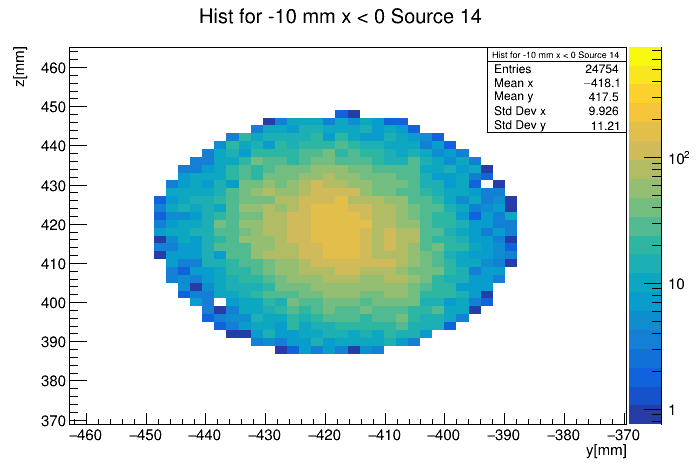 Hist for -10 mm x < 0 Source 14
z[mm]
Hist for -10 mm x < 0 Source 14
Entries 24754
Mean x −418.1
Mean y 417.5
Std Dev x 9.926
Std Dev y 11.21
460
450
440
430
420
410
400
390
380
370
−460 −450 −440 −430 −420 −410 −400 −390 −380 −370
y[mm]
10²
10
1